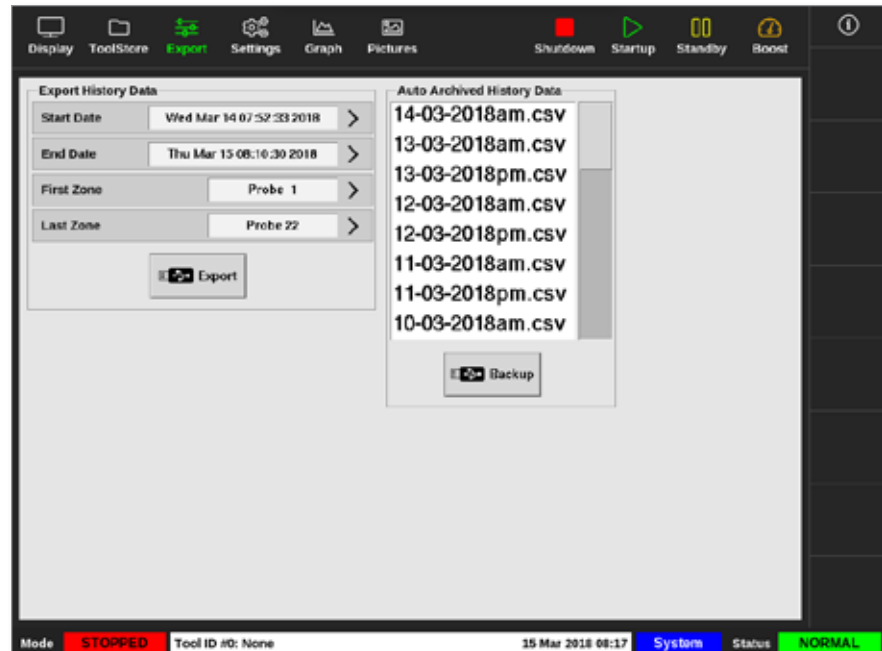 Display ToolStore Export Settings Graph Pictures Shutdown Startup Standby Boost
Export History Data
Start Date Wed Mar 14 07:52:33 2018
End Date Thu Mar 15 08:10:30 2018
First Zone Probe 1
Last Zone Probe 22
Export
Auto Archived History Data
14-03-2018am.csv
13-03-2018am.csv
13-03-2018pm.csv
12-03-2018am.csv
12-03-2018pm.csv
11-03-2018am.csv
11-03-2018pm.csv
10-03-2018am.csv
Backup
Mode STOPPED Tool ID #0: None 15 Mar 2018 08:17 System Status NORMAL